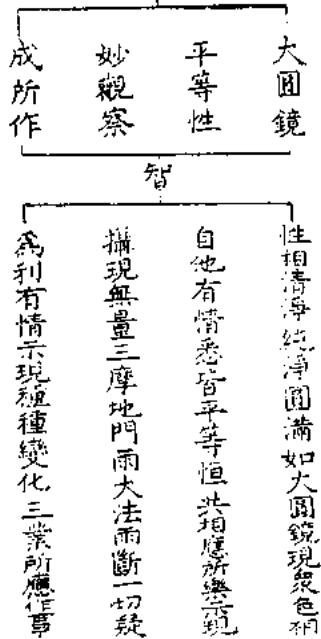 大圓鏡
平等性
妙觀察
成所作
智
性相清淨純淨圓滿如大圓鏡現衆色相
自他有情悉皆平等恒共相應所樂示現
攝現無量三摩地門雨大法雨斷一切疑
爲利有情示現種種變化三業所應作事